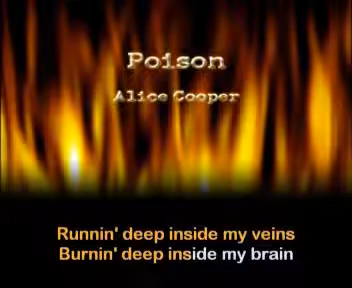 Poison
Alice Cooper
Runnin' deep inside my veins
Burnin' deep inside my brain